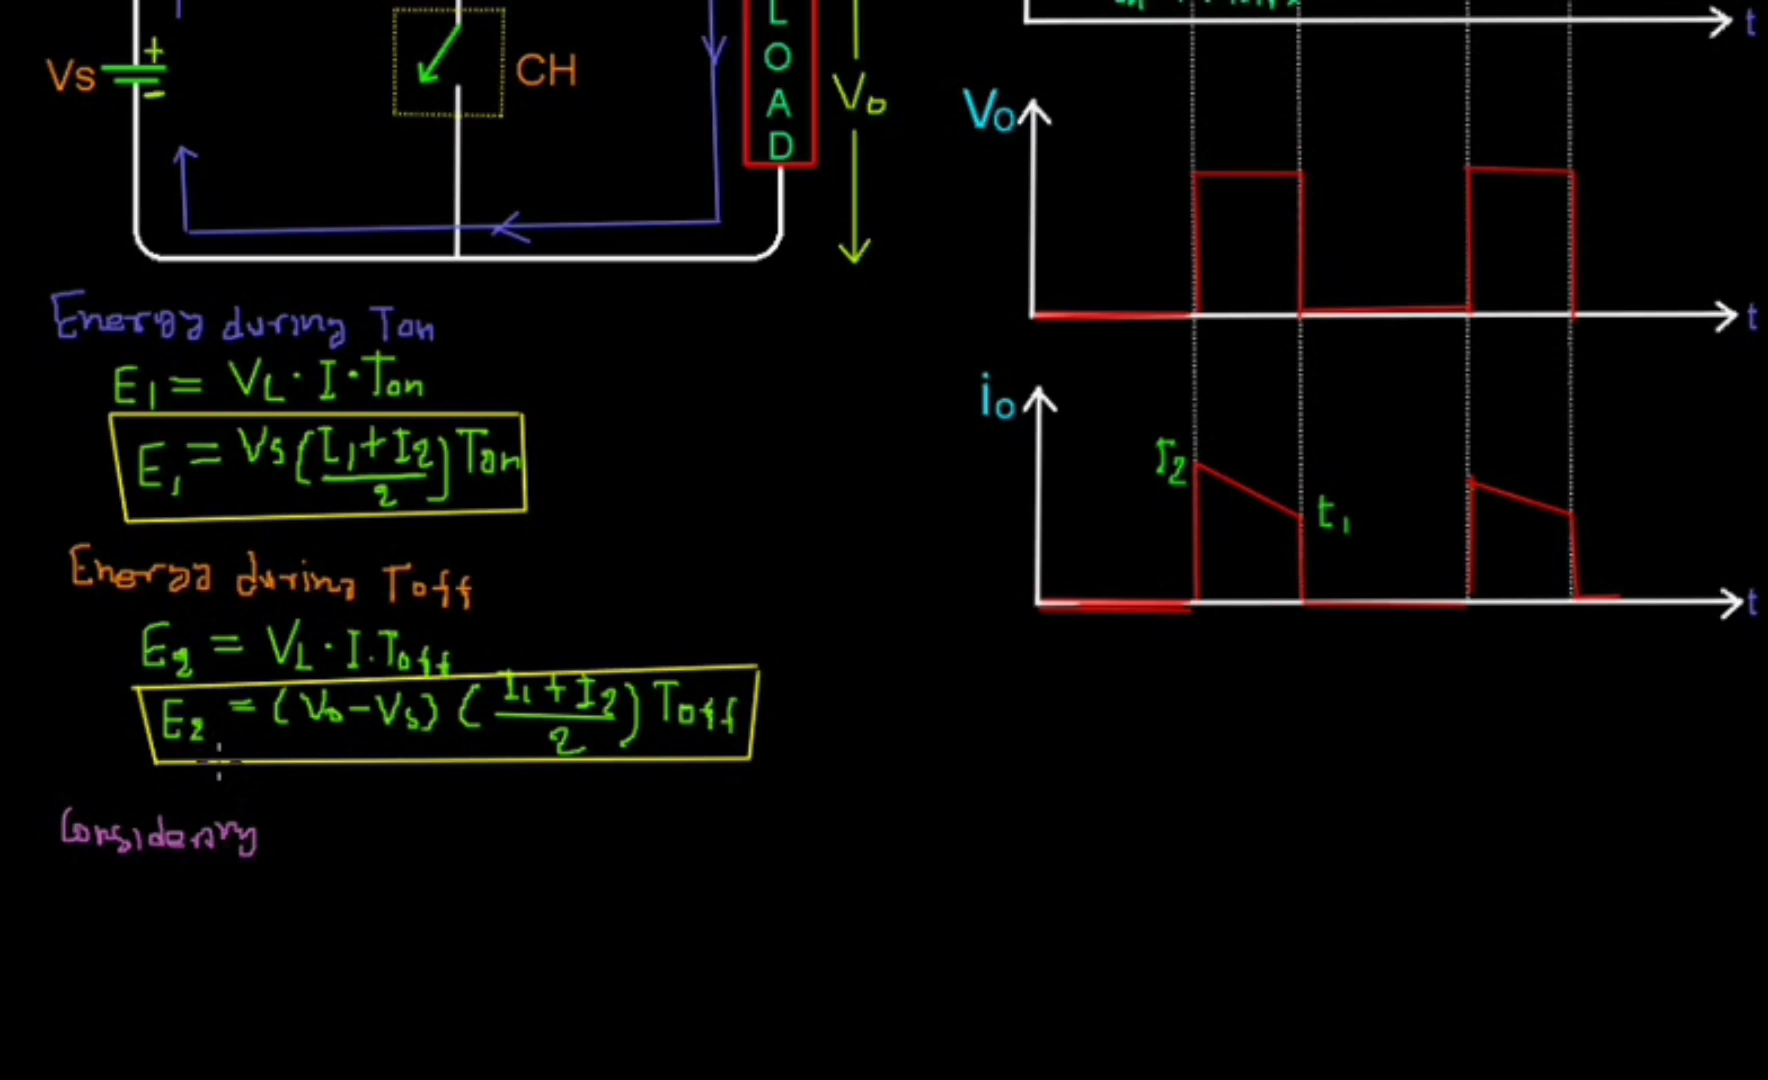 Vs
+
-
CH
LOAD
Vo
Energy during Ton
E1 = VL · I · Ton
E1 = Vs (I1+I2/2) Ton
Energy during Toff
E2 = VL · I . Toff
E2 = (Vo-Vs) (I1+I2/2) Toff
Considering
t
Vo
t
io
I2
t1
t